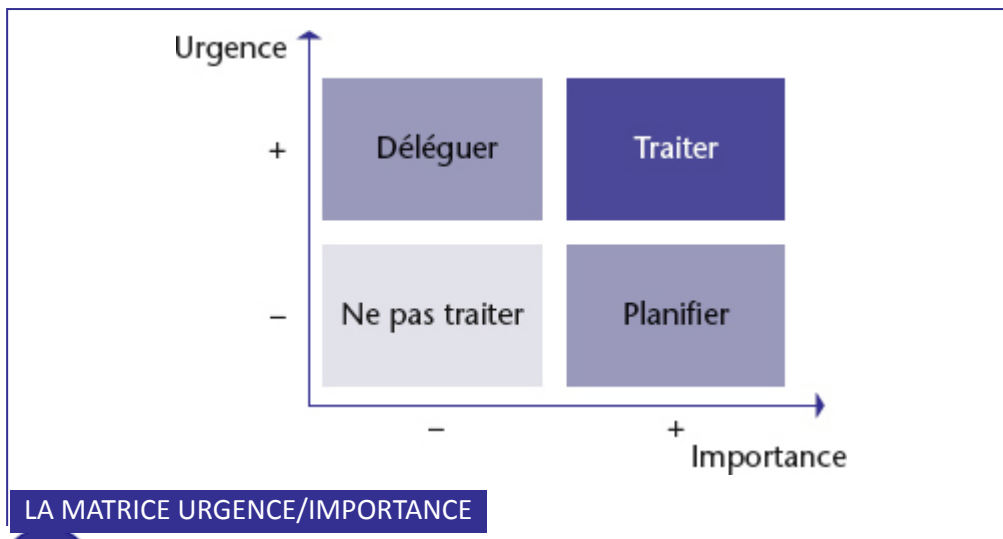 Urgence
+
Déléguer
Traiter
–
Ne pas traiter
Planifier
–
+
Importance
LA MATRICE URGENCE/IMPORTANCE